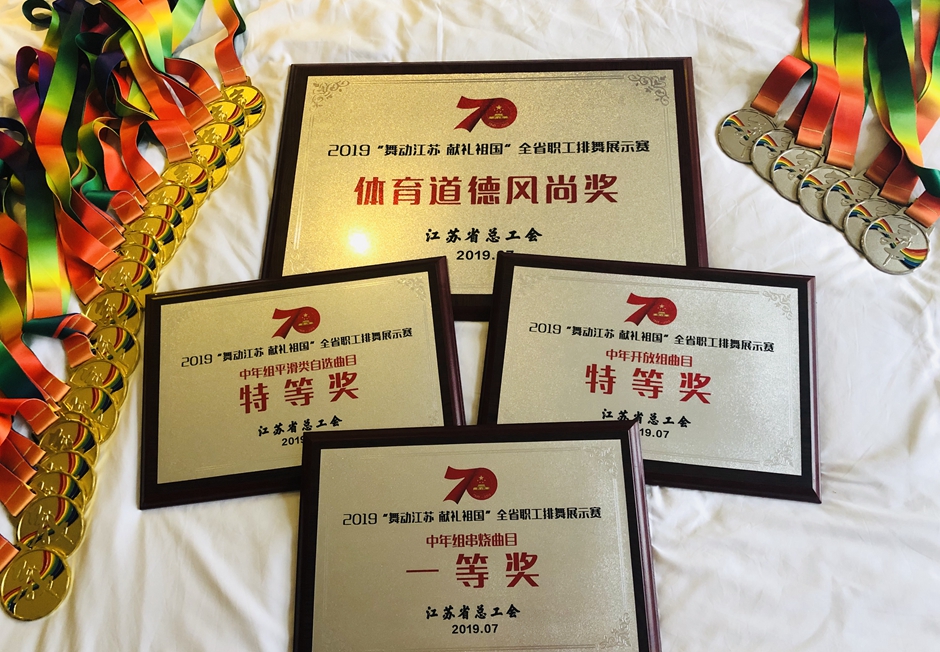 70
2019 “舞动江苏 献礼祖国” 全省职工排舞展示赛
体育道德风尚奖
江苏省总工会
2019.07
70
2019 “舞动江苏 献礼祖国” 全省职工排舞展示赛
中年组平滑类自选曲目
特等奖
江苏省总工会
2019
70
2019 “舞动江苏 献礼祖国” 全省职工排舞展示赛
中年开放组曲目
特等奖
江苏省总工会
19.07
70
2019 “舞动江苏 献礼祖国” 全省职工排舞展示赛
中年组串烧曲目
一等奖
江苏省总工会
2019.07